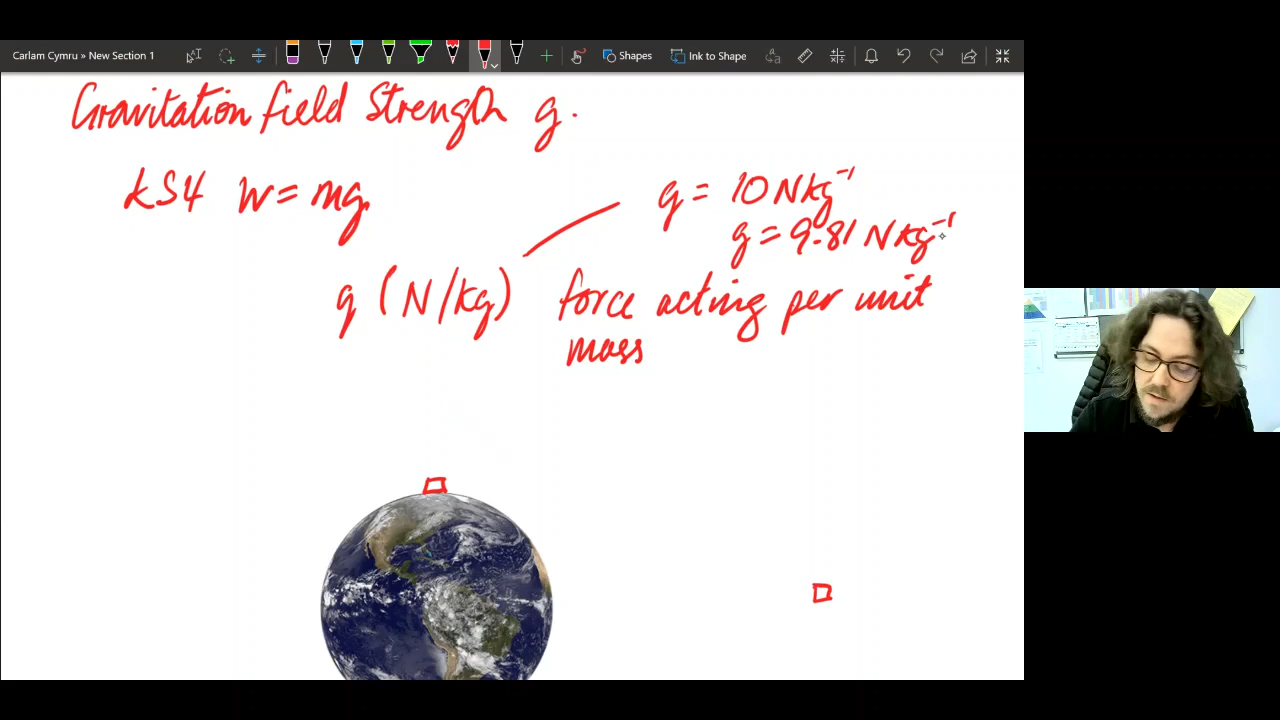 Carlam Cymru » New Section 1
Shapes
Ink to Shape
Gravitation field Strength g.
KS4 W = mg
g = 10 N kg⁻¹
g = 9.81 N kg⁻¹
g (N/kg) force acting per unit
mass